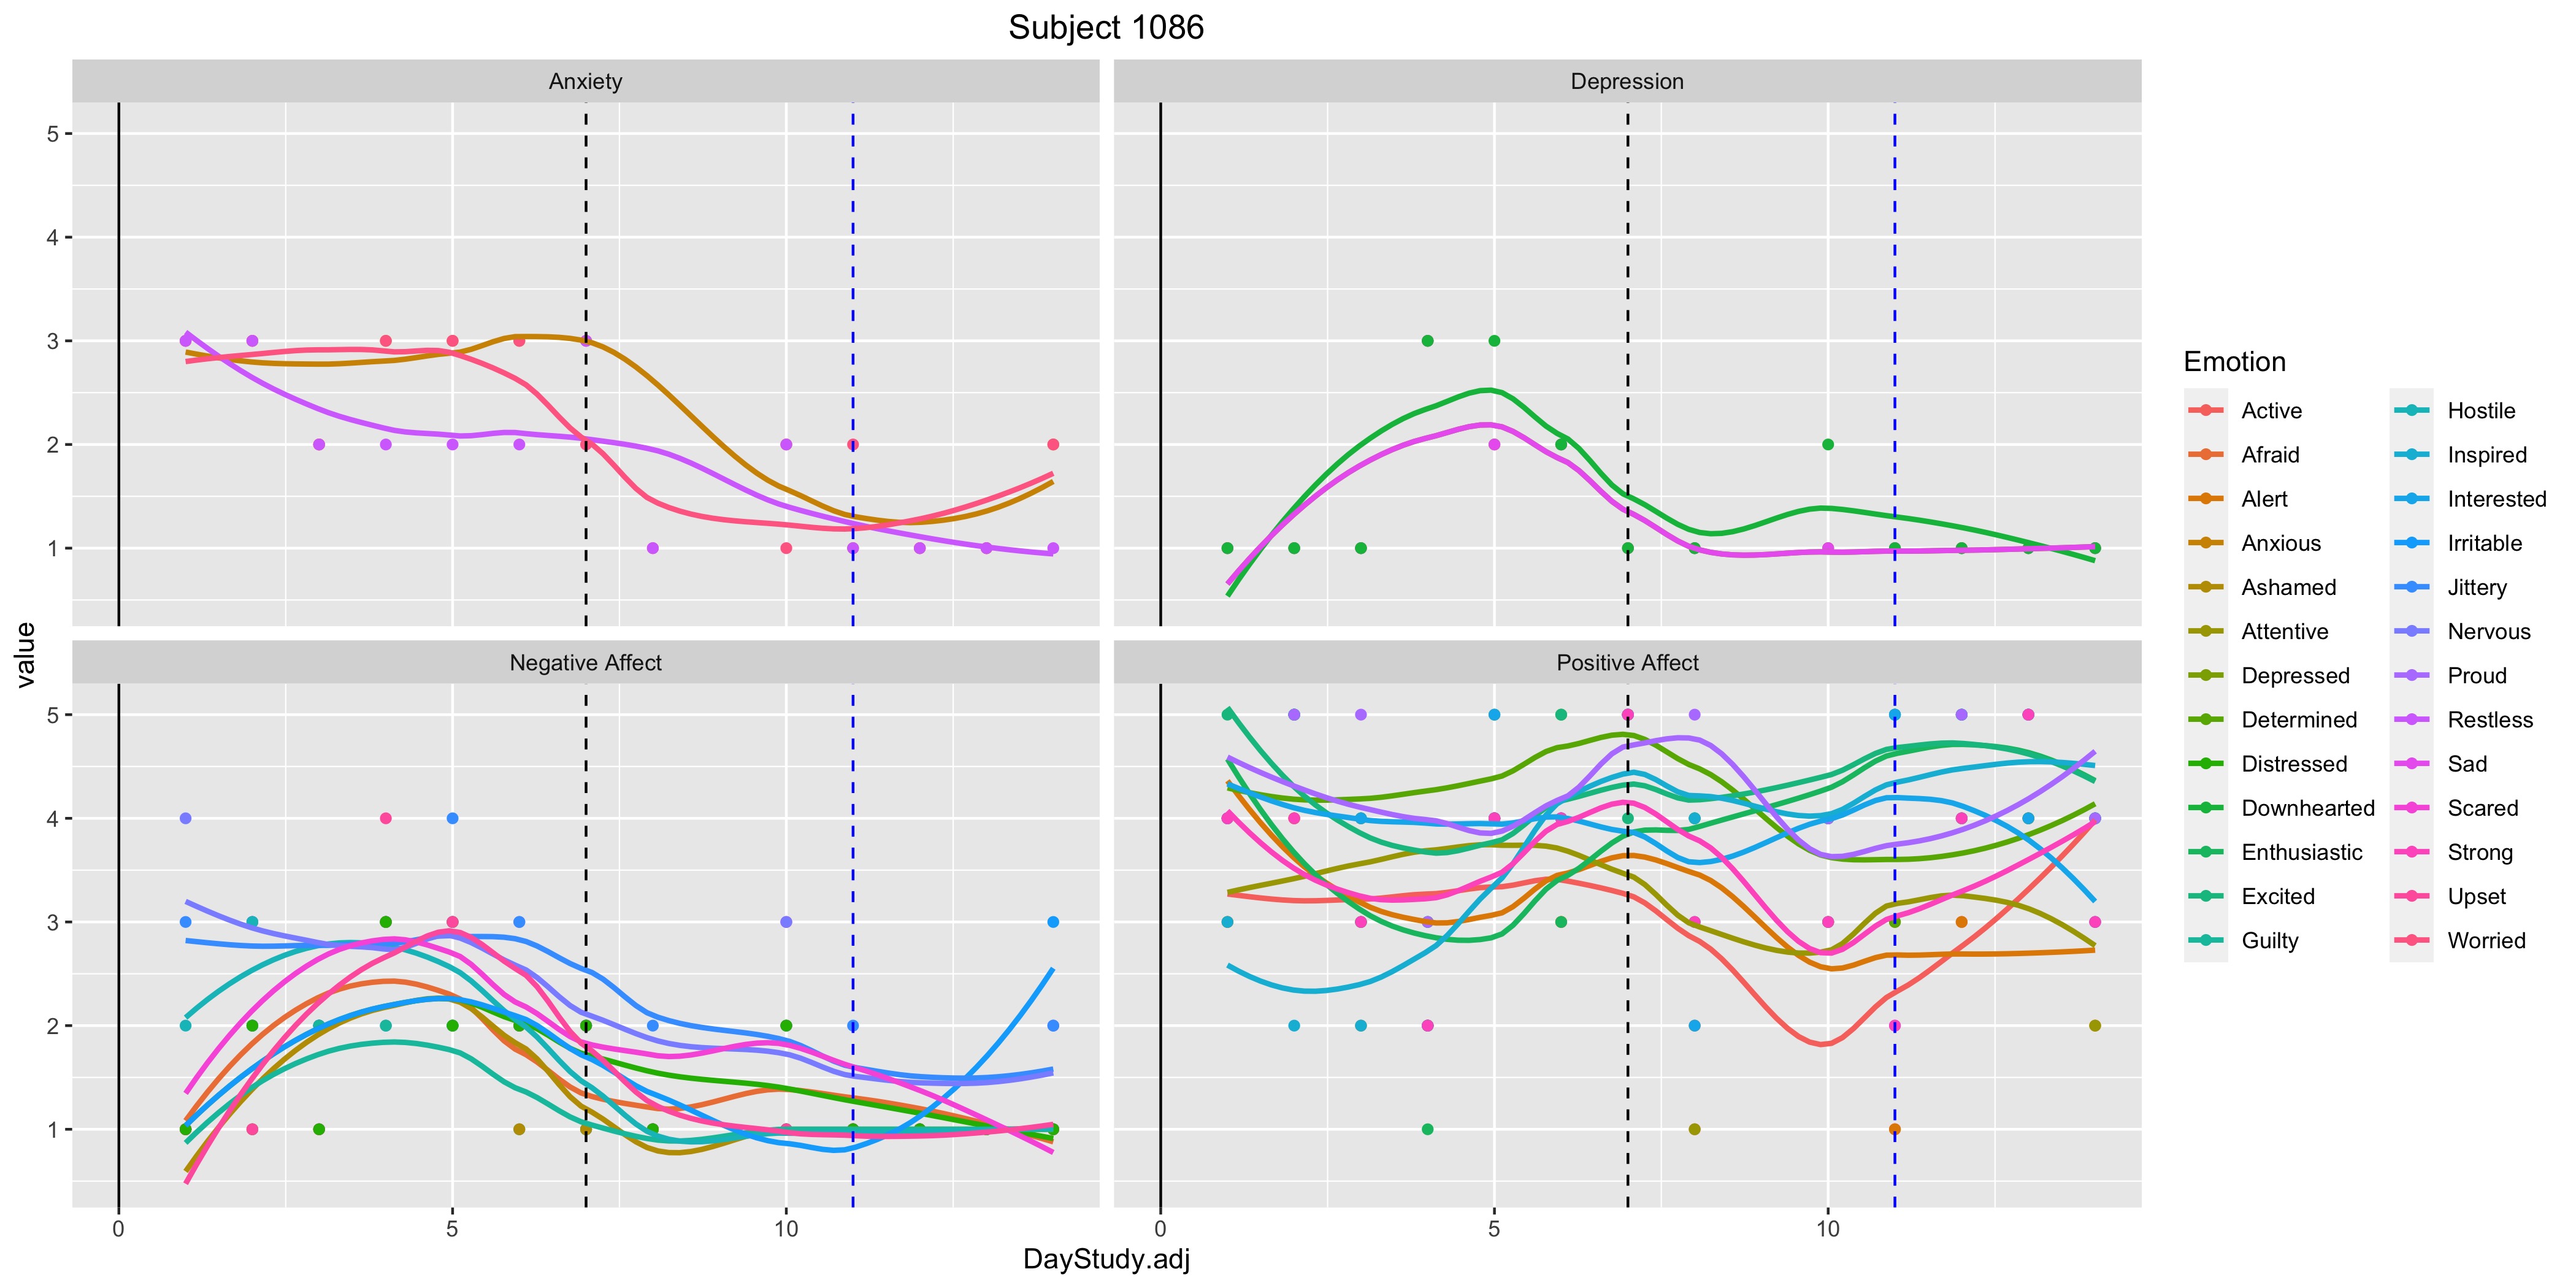 Subject 1086
Anxiety
Depression
5
4
3
2
1
Negative Affect
Positive Affect
5
4
3
2
1
0
5
10
0
5
10
value
DayStudy.adj
Emotion
Active
Afraid
Alert
Anxious
Ashamed
Attentive
Depressed
Determined
Distressed
Downhearted
Enthusiastic
Excited
Guilty
Hostile
Inspired
Interested
Irritable
Jittery
Nervous
Proud
Restless
Sad
Scared
Strong
Upset
Worried